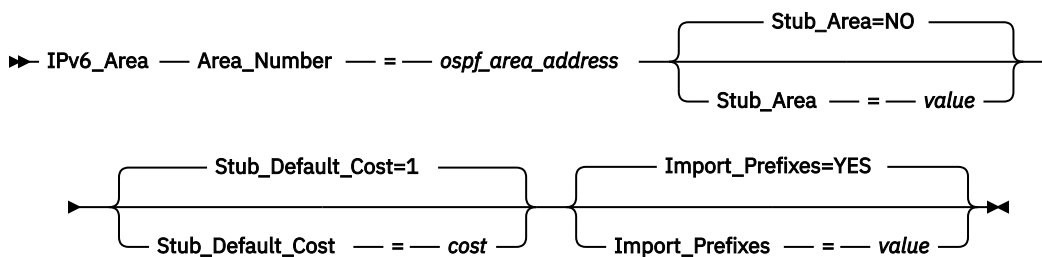 Stub_Area=NO
IPv6_Area Area_Number = ospf_area_address
Stub_Area = value
Stub_Default_Cost=1 Import_Prefixes=YES
Stub_Default_Cost = cost Import_Prefixes = value